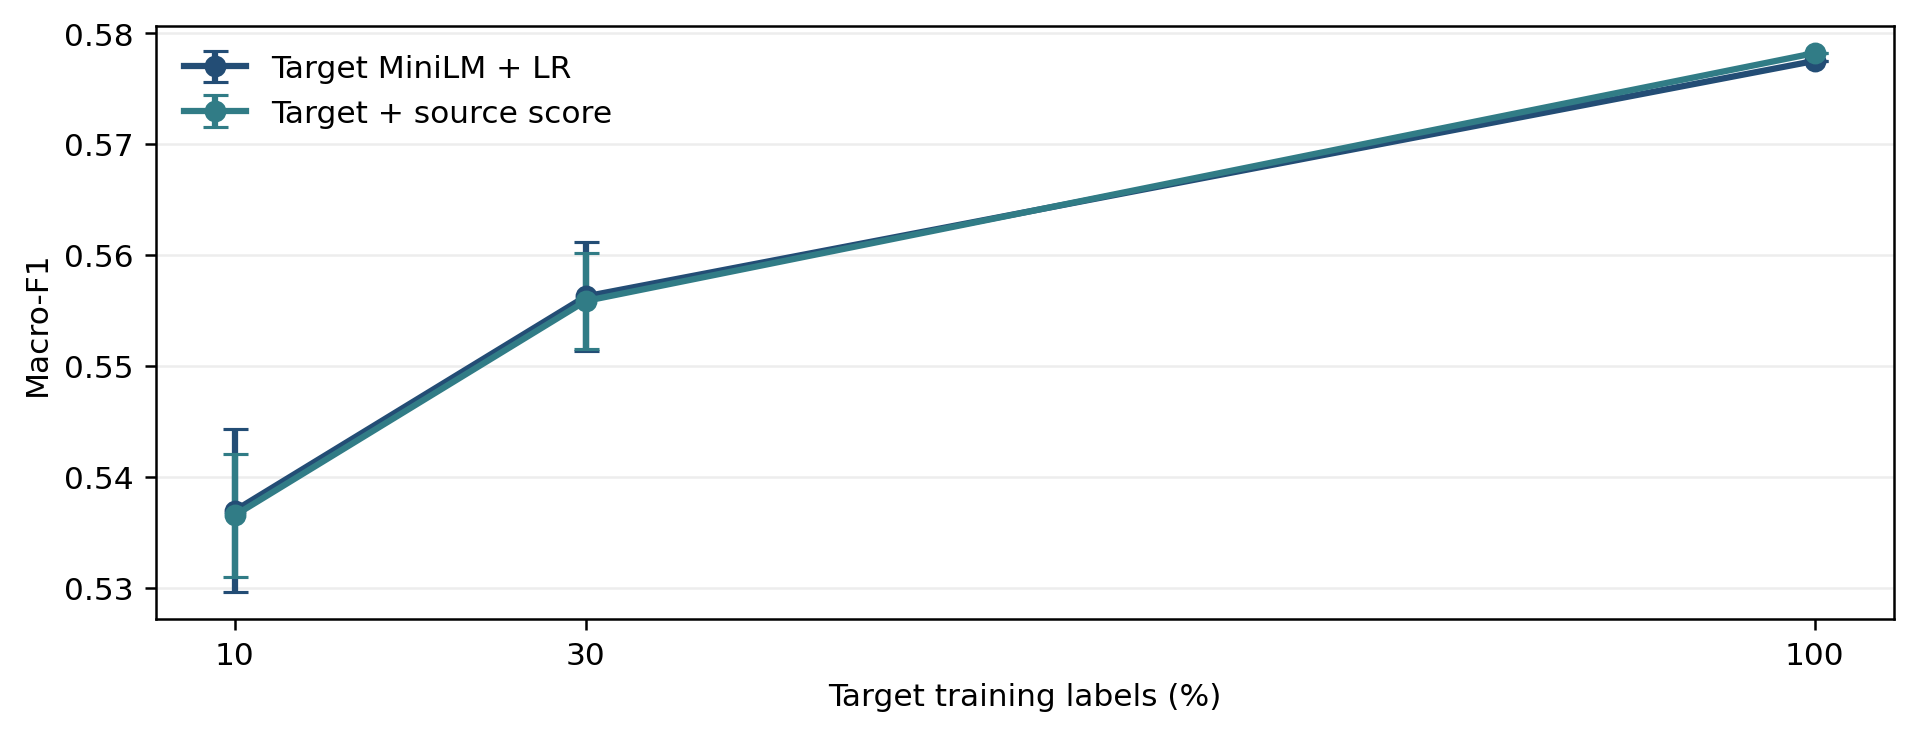 0.58
0.57
0.56
0.55
0.54
0.53
Macro-F1
Target MiniLM + LR
Target + source score
10
30
100
Target training labels (%)